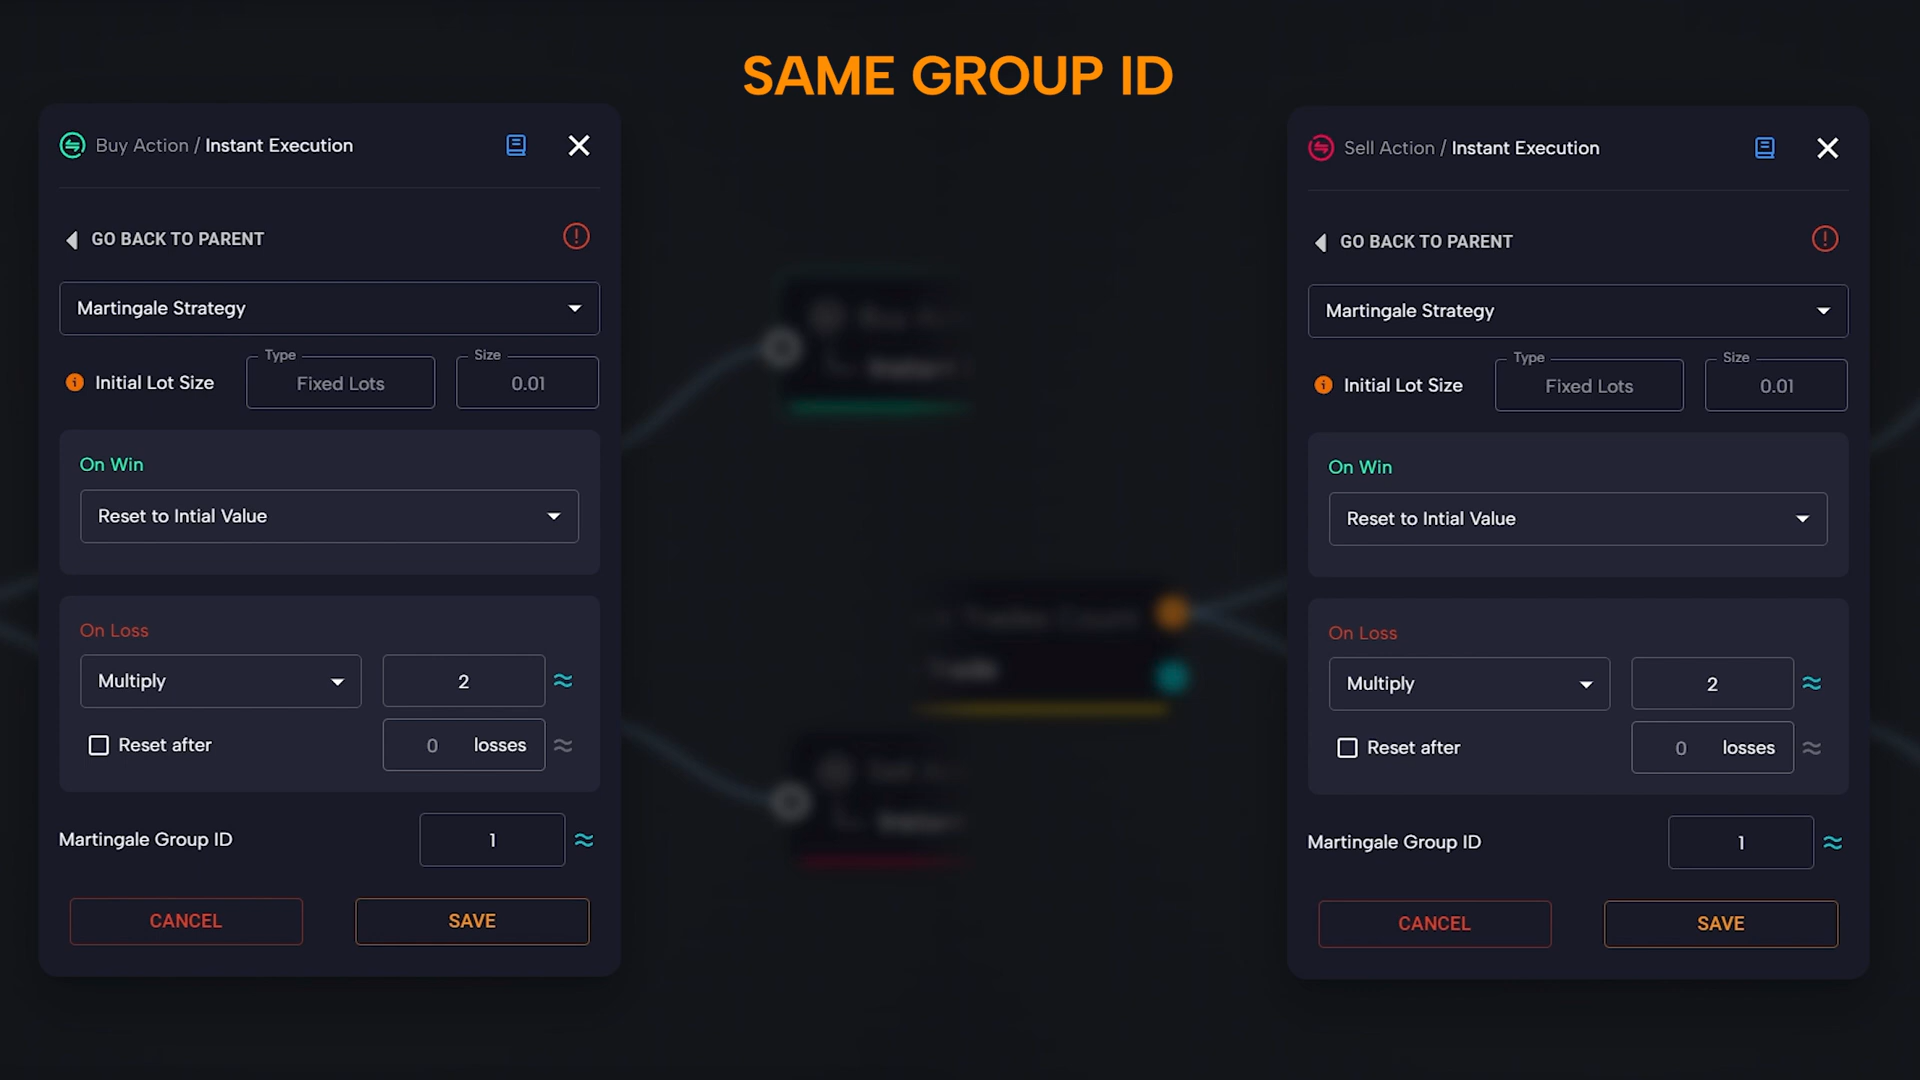 SAME GROUP ID
Buy Action / Instant Execution
GO BACK TO PARENT
Martingale Strategy
Initial Lot Size
Type
Fixed Lots
Size
0.01
On Win
Reset to Intial Value
On Loss
Multiply
2
Reset after
0 losses
Martingale Group ID
1
CANCEL
SAVE
Trades Count
Sell Action / Instant Execution
GO BACK TO PARENT
Martingale Strategy
Initial Lot Size
Type
Fixed Lots
Size
0.01
On Win
Reset to Intial Value
On Loss
Multiply
2
Reset after
0 losses
Martingale Group ID
1
CANCEL
SAVE